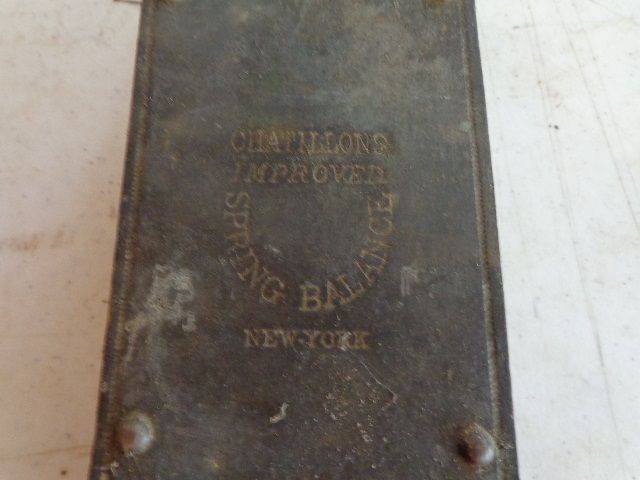 CHATILLONS
IMPROVED
SPRING BALANCE
NEW-YORK